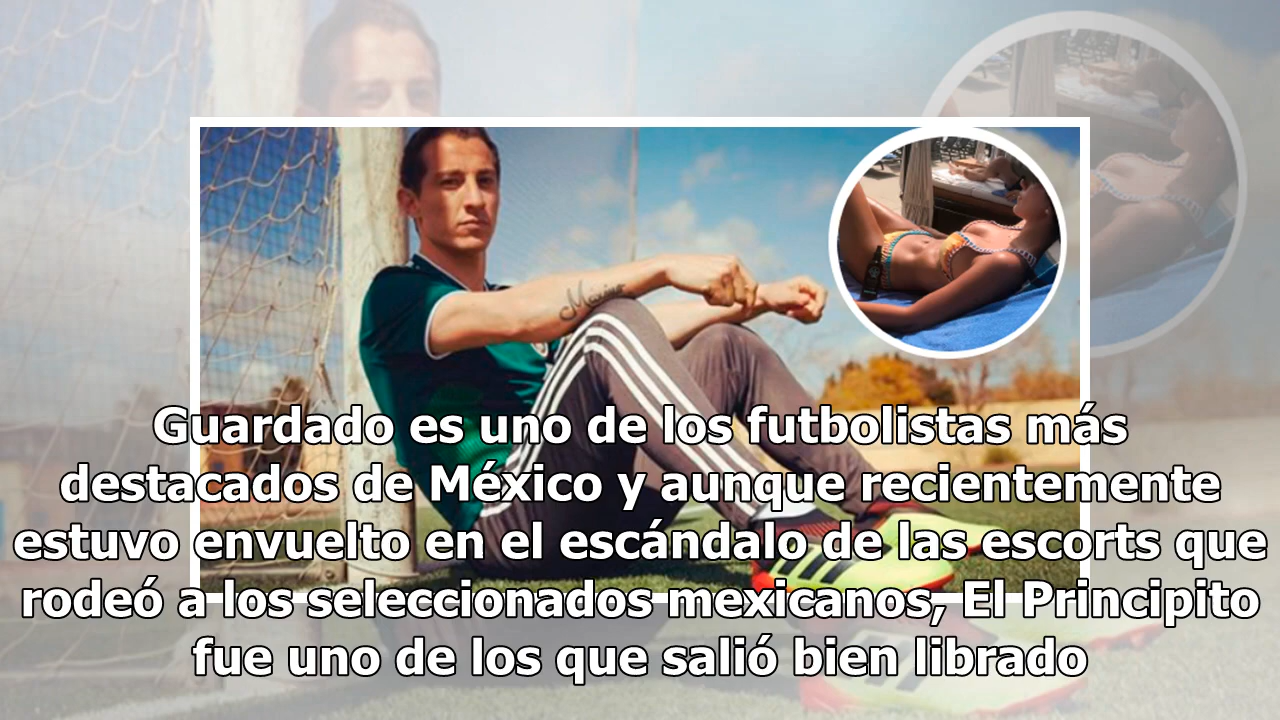 Guardado es uno de los futbolistas más
destacados de México y aunque recientemente
estuvo envuelto en el escándalo de las escorts que
rodeó a los seleccionados mexicanos, El Principito
fue uno de los que salió bien librado